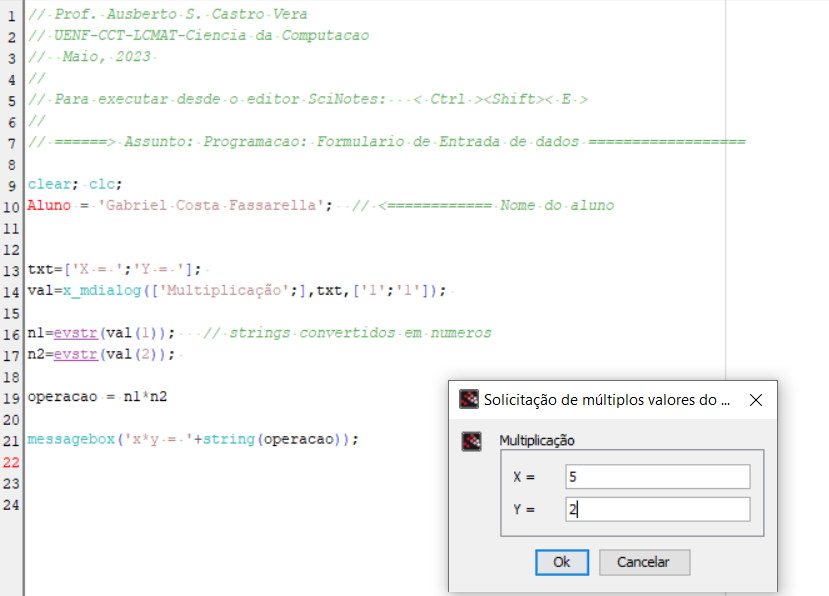 1 // Prof. Ausberto S. Castro Vera
2 // UENF-CCT-LCMAT-Ciencia da Computacao
3 //  Maio, 2023
4 //
5 // Para executar desde o editor SciNotes:   < Ctrl ><Shift>< E >
6 //
7 // ======> Assunto: Programacao: Formulario de Entrada de dados ==================
8
9 clear; clc;
10 Aluno = 'Gabriel Costa Fassarella';  // <============ Nome do aluno
11
12
13 txt=['X = ';'Y = '];
14 val=x_mdialog(['Multiplicação';],txt,['1';'1']);
15
16 n1=evstr(val(1));   // strings convertidos em numeros
17 n2=evstr(val(2));
18
19 operacao = n1*n2
20
21 messagebox('x*y = '+string(operacao));
22
23
24
Solicitação de múltiplos valores do ...
Multiplicação
X = 5
Y = 2
Ok Cancelar